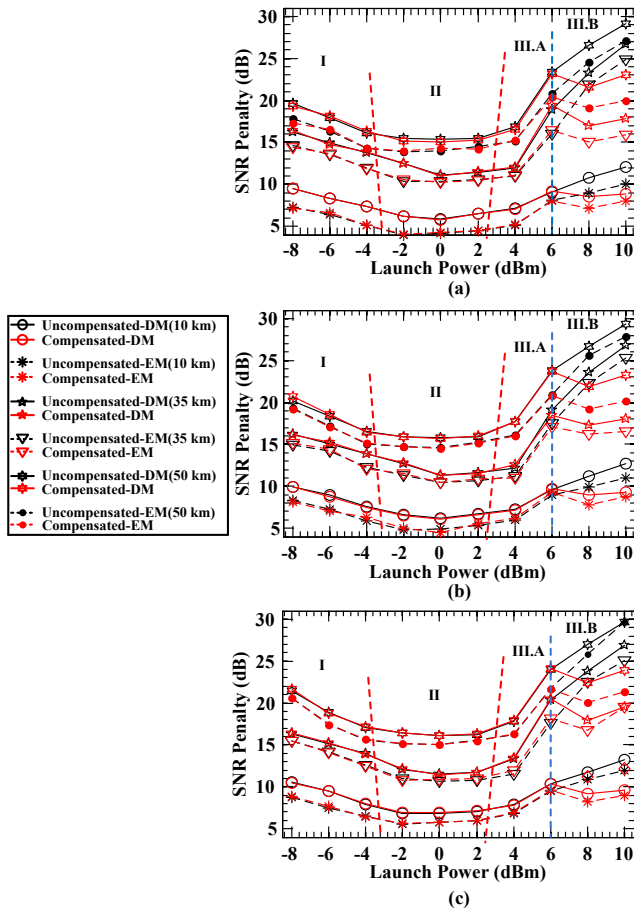 III.B
30
I
III.A
25
II
20
15
10
5
SNR Penalty (dB)
-8 -6 -4 -2 0 2 4 6 8 10
Launch Power (dBm)
(a)
Uncompensated-DM(10 km)
Compensated-DM
Uncompensated-EM(10 km)
Compensated-EM
Uncompensated-DM(35 km)
Compensated-DM
Uncompensated-EM(35 km)
Compensated-EM
Uncompensated-DM(50 km)
Compensated-DM
Uncompensated-EM(50 km)
Compensated-EM
III.B
30
I
III.A
25
II
20
15
10
5
SNR Penalty (dB)
-8 -6 -4 -2 0 2 4 6 8 10
Launch Power (dBm)
(b)
III.B
30
I
III.A
25
II
20
15
10
5
SNR Penalty (dB)
-8 -6 -4 -2 0 2 4 6 8 10
Launch Power (dBm)
(c)